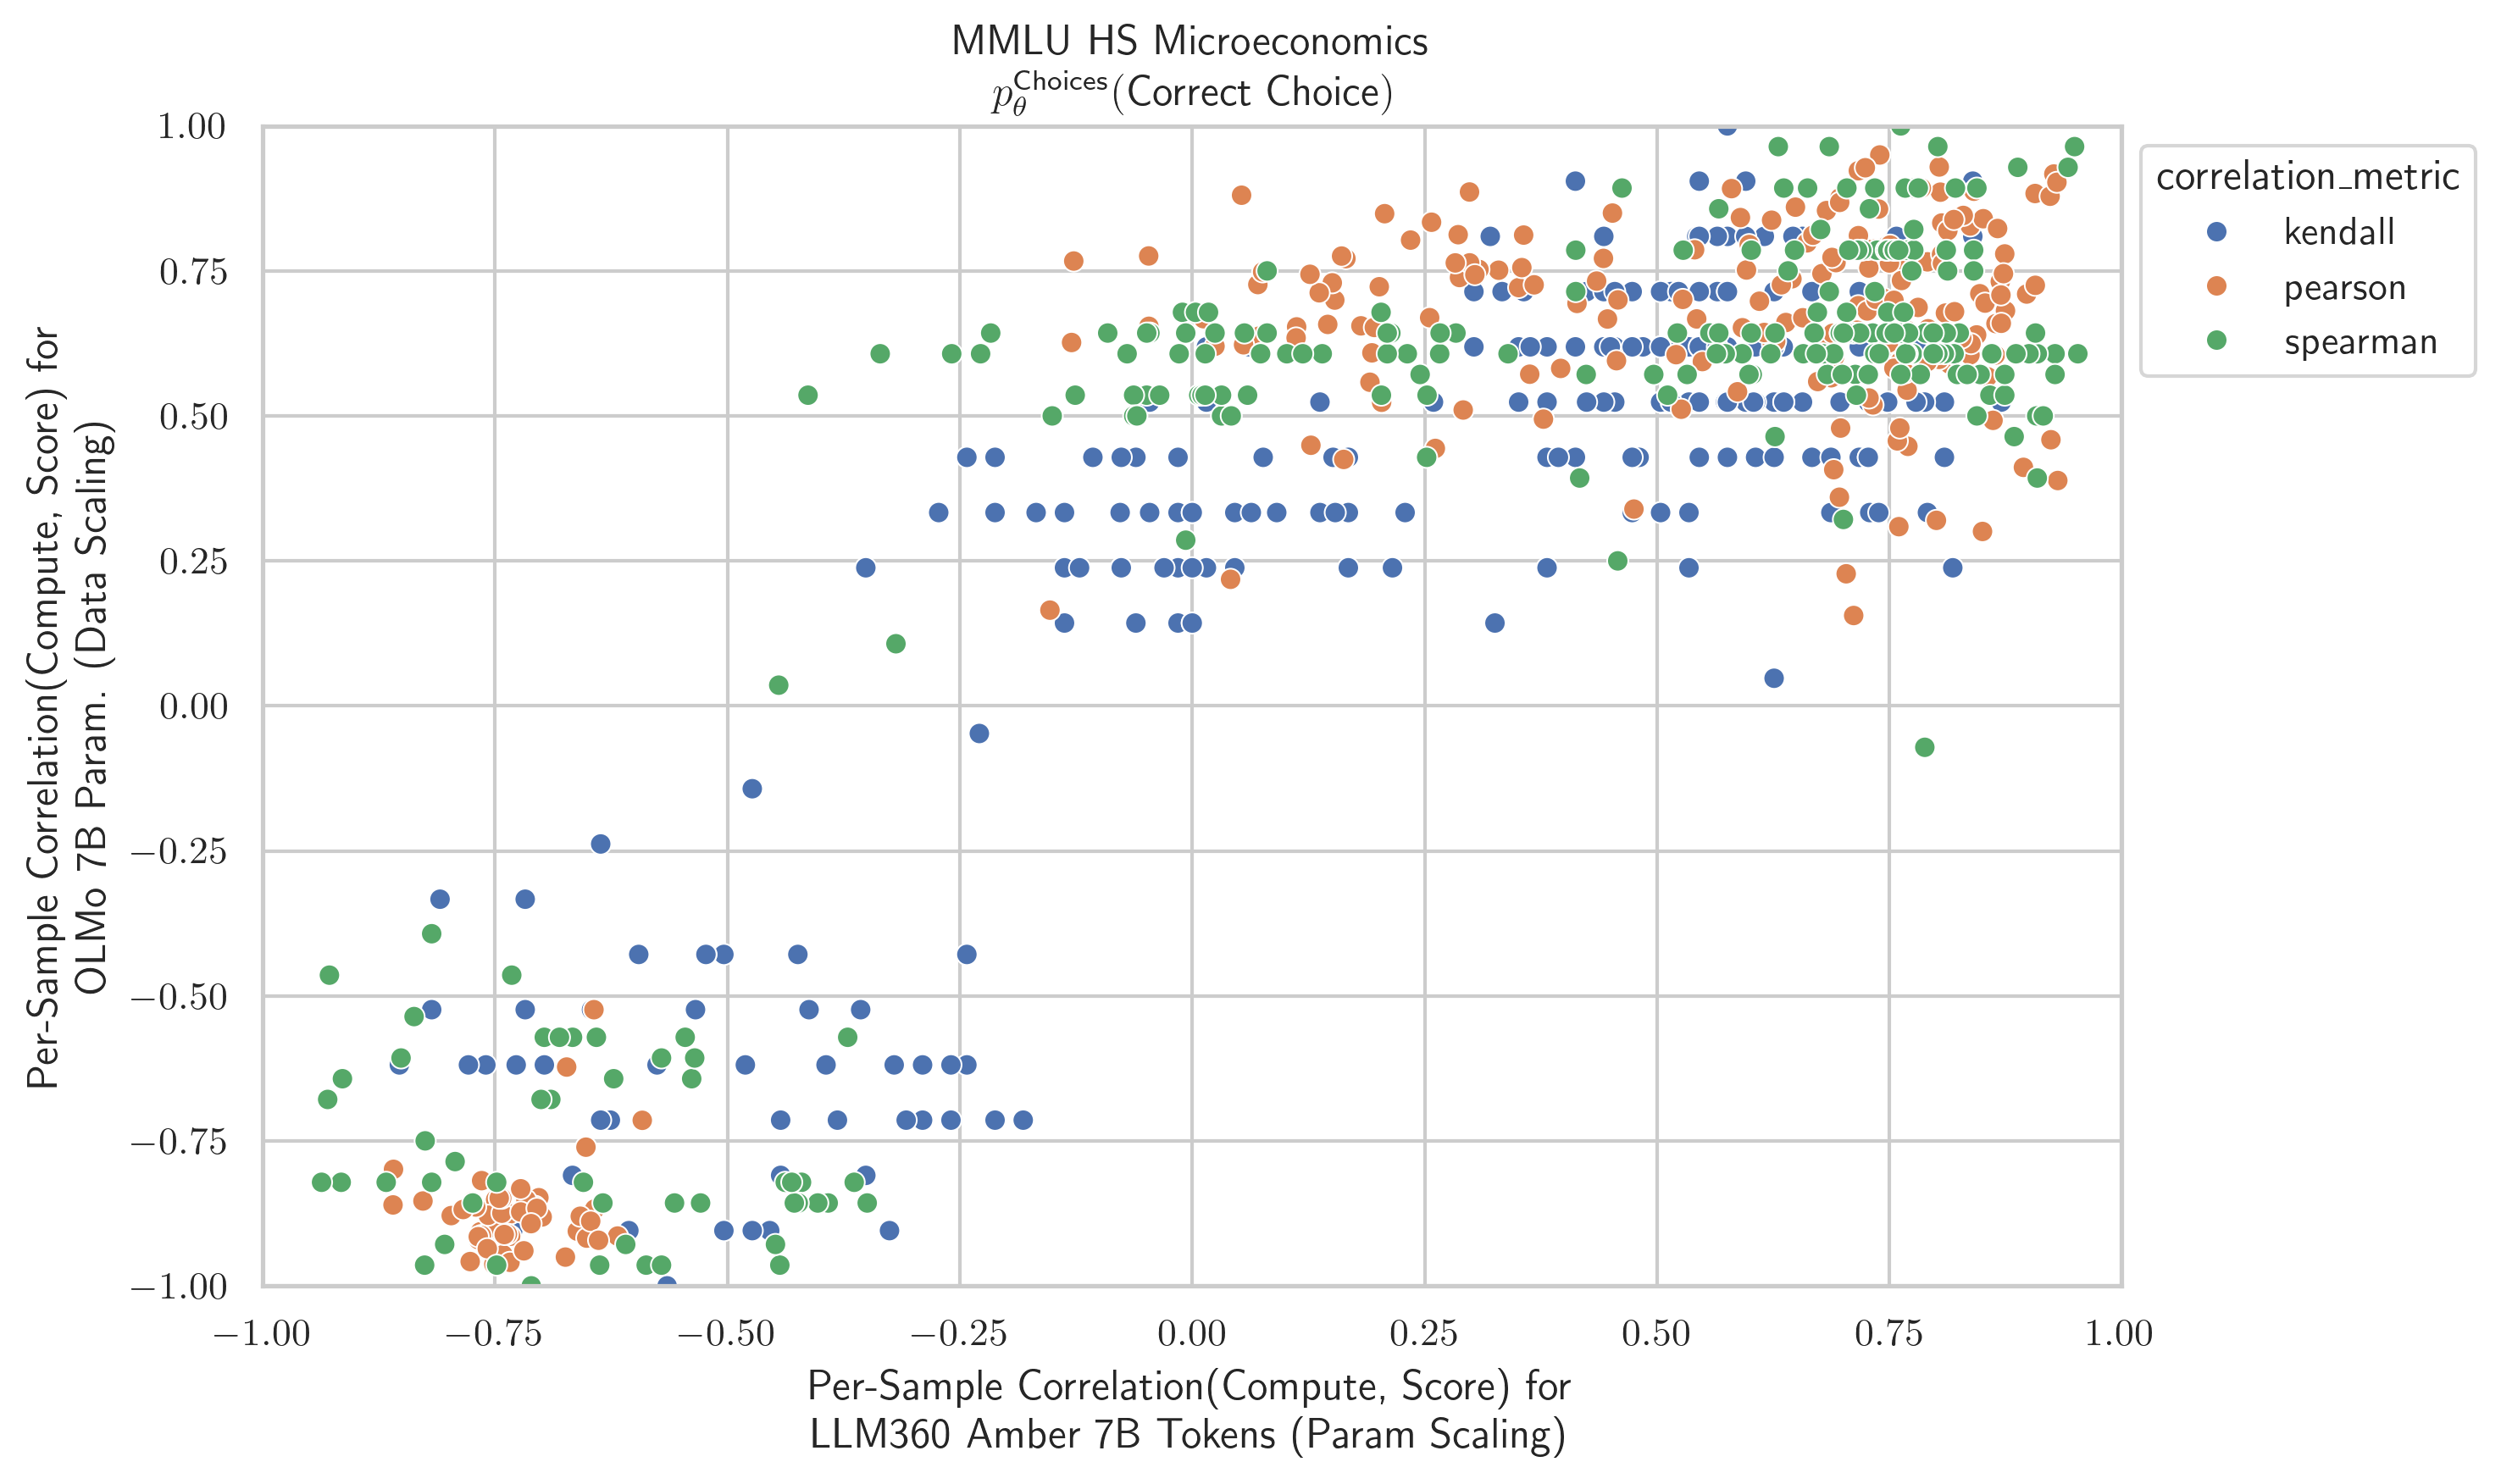 MMLU HS Microeconomics
pθChoices(Correct Choice)
Per-Sample Correlation(Compute, Score) for
OLMo 7B Param. (Data Scaling)
1.00
0.75
0.50
0.25
0.00
−0.25
−0.50
−0.75
−1.00
−1.00 −0.75 −0.50 −0.25 0.00 0.25 0.50 0.75 1.00
Per-Sample Correlation(Compute, Score) for
LLM360 Amber 7B Tokens (Param Scaling)
correlation_metric
kendall
pearson
spearman